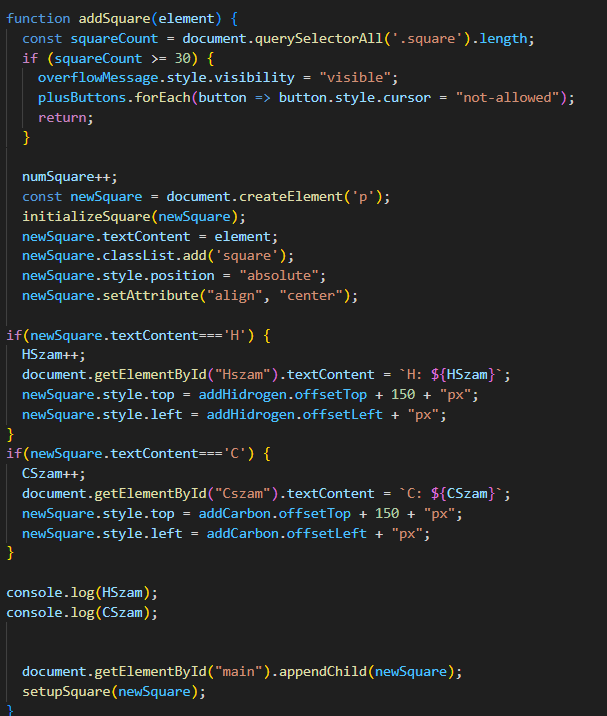 function addSquare(element) {
const squareCount = document.querySelectorAll('.square').length;
if (squareCount >= 30) {
overflowMessage.style.visibility = "visible";
plusButtons.forEach(button => button.style.cursor = "not-allowed");
return;
}
numSquare++;
const newSquare = document.createElement('p');
initializeSquare(newSquare);
newSquare.textContent = element;
newSquare.classList.add('square');
newSquare.style.position = "absolute";
newSquare.setAttribute("align", "center");
if(newSquare.textContent==='H') {
HSzam++;
document.getElementById("Hszam").textContent = `H: ${HSzam}`;
newSquare.style.top = addHidrogen.offsetTop + 150 + "px";
newSquare.style.left = addHidrogen.offsetLeft + "px";
}
if(newSquare.textContent==='C') {
CSzam++;
document.getElementById("Cszam").textContent = `C: ${CSzam}`;
newSquare.style.top = addCarbon.offsetTop + 150 + "px";
newSquare.style.left = addCarbon.offsetLeft + "px";
}
console.log(HSzam);
console.log(CSzam);
document.getElementById("main").appendChild(newSquare);
setupSquare(newSquare);
}